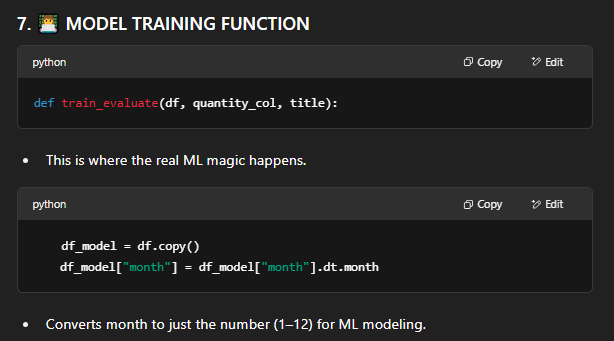 7. 👨‍💻 MODEL TRAINING FUNCTION
python
Copy
Edit
def train_evaluate(df, quantity_col, title):
• This is where the real ML magic happens.
python
Copy
Edit
df_model = df.copy()
df_model["month"] = df_model["month"].dt.month
• Converts month to just the number (1–12) for ML modeling.